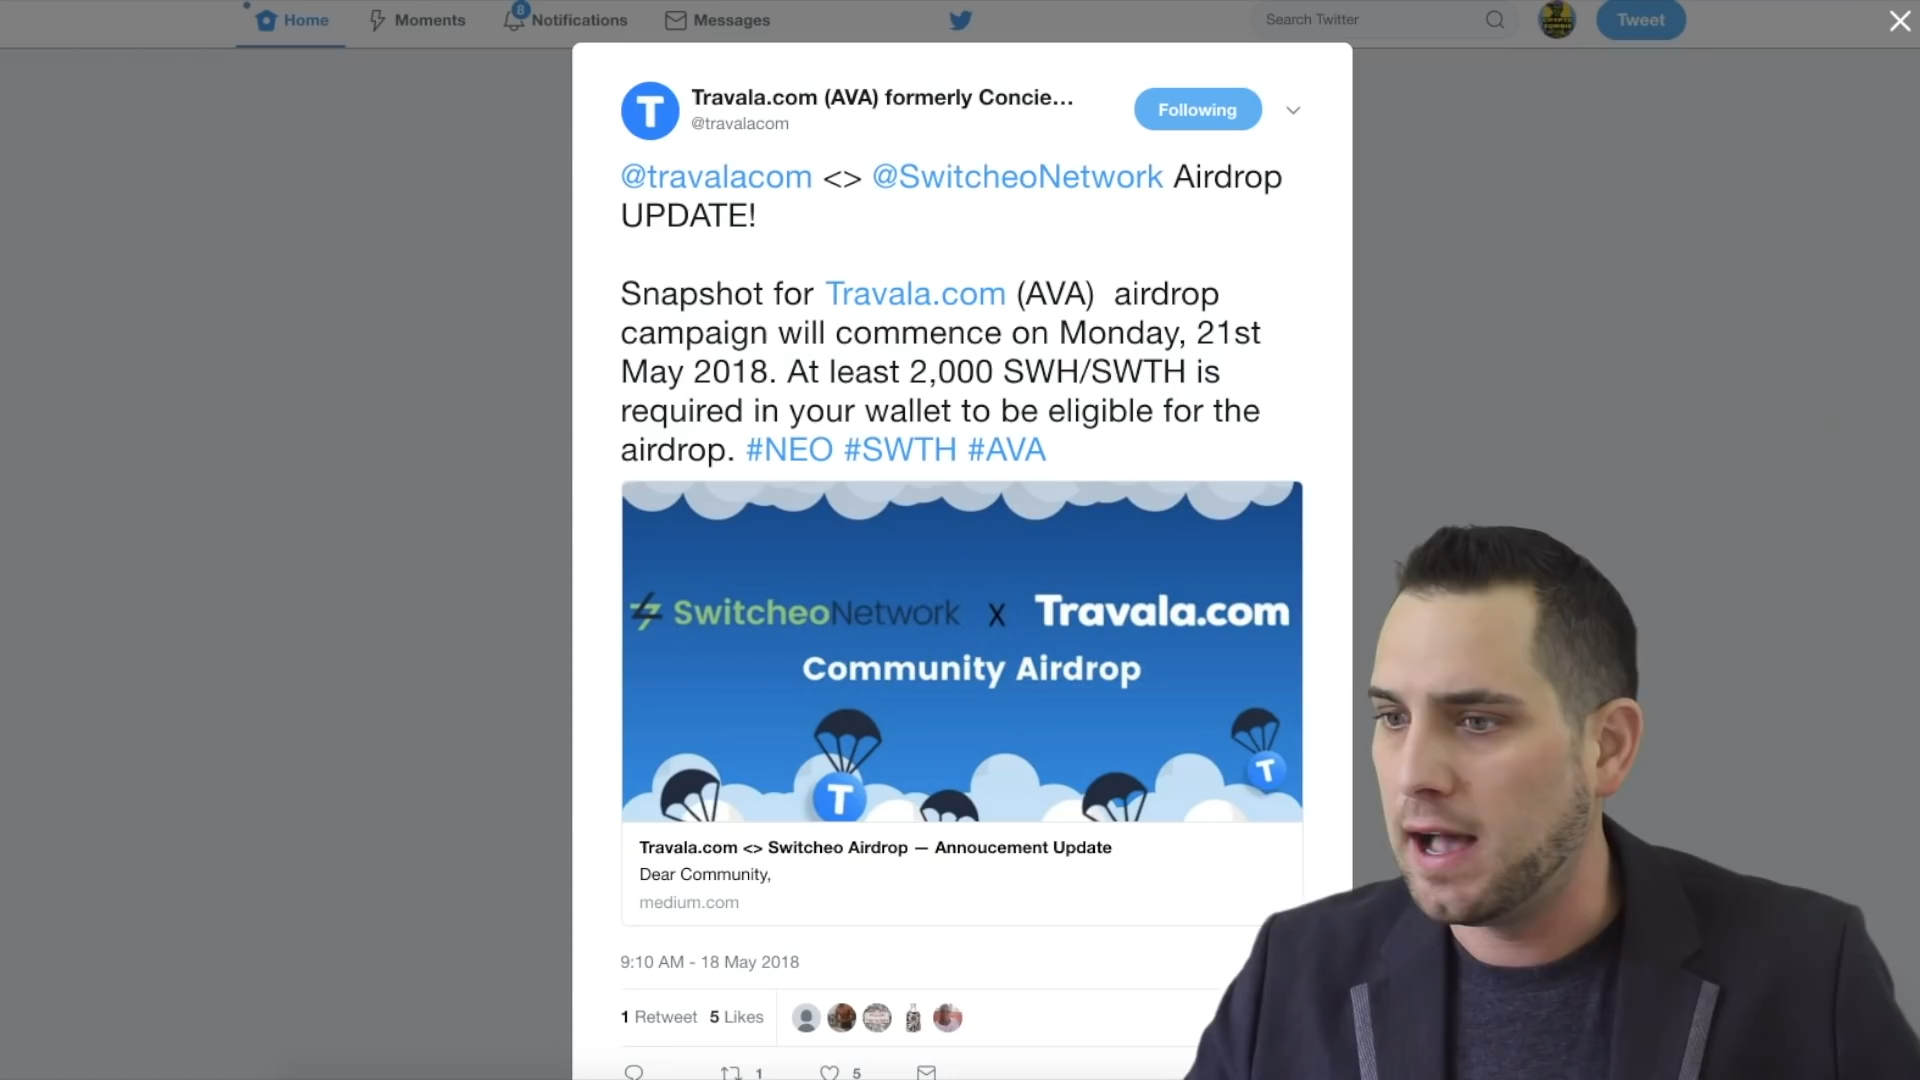 Home Moments 8 Notifications Messages Search Twitter Tweet
Travala.com (AVA) formerly Concie...
@travalacom
Following
@travalacom <> @SwitcheoNetwork Airdrop
UPDATE!
Snapshot for Travala.com (AVA) airdrop
campaign will commence on Monday, 21st
May 2018. At least 2,000 SWH/SWTH is
required in your wallet to be eligible for the
airdrop. #NEO #SWTH #AVA
SwitcheoNetwork X Travala.com
Community Airdrop
T
T
Travala.com <> Switcheo Airdrop — Annoucement Update
Dear Community,
medium.com
9:10 AM - 18 May 2018
1 Retweet 5 Likes
1 5